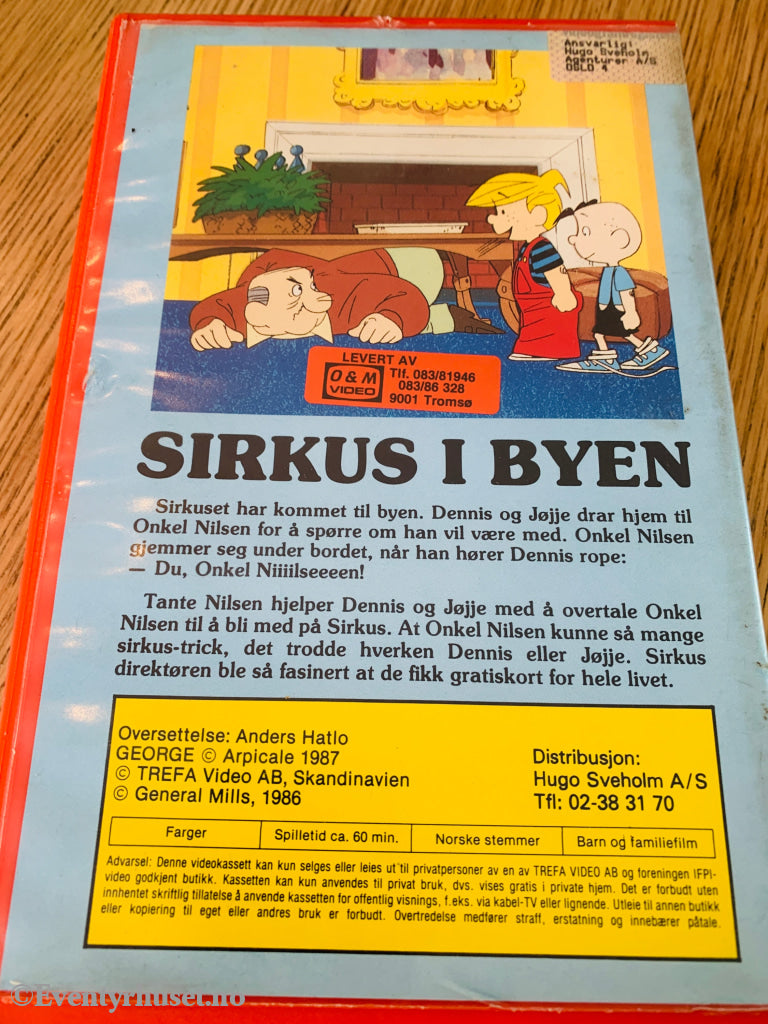 Ansvarlig:
Hugo Sveholm
Agenturer A/S
OSLO 4
LEVERT AV
O & M
VIDEO
Tlf. 083/81946
083/86 328
9001 Tromsø
SIRKUS I BYEN
Sirkuset har kommet til byen. Dennis og Jøjje drar hjem til
Onkel Nilsen for å spørre om han vil være med. Onkel Nilsen
gjemmer seg under bordet, når han hører Dennis rope:
— Du, Onkel Niiiilseeeen!
Tante Nilsen hjelper Dennis og Jøjje med å overtale Onkel
Nilsen til å bli med på Sirkus. At Onkel Nilsen kunne så mange
sirkus-trick, det trodde hverken Dennis eller Jøjje. Sirkus
direktøren ble så fasinert at de fikk gratiskort for hele livet.
Oversettelse: Anders Hatlo
GEORGE © Arpicale 1987
© TREFA Video AB, Skandinavien
© General Mills, 1986
Distribusjon:
Hugo Sveholm A/S
Tfl: 02-38 31 70
Farger Spilletid ca. 60 min. Norske stemmer Barn og familiefilm
Advarsel: Denne videokassett kan kun selges eller leies ut til privatpersoner av en av TREFA VIDEO AB og foreningen IFPI-
video godkjent butikk. Kassetten kan kun anvendes til privat bruk, dvs. vises gratis i private hjem. Det er forbudt uten
innhentet skriftlig tillatelse å anvende kassetten for offentlig visnings, f.eks. via kabel-TV eller lignende. Utleie til annen butikk
eller kopiering til eget eller andres bruk er forbudt. Overtredelse medfører straff, erstatning og innebærer påtale.
©Eventyrhuset.no